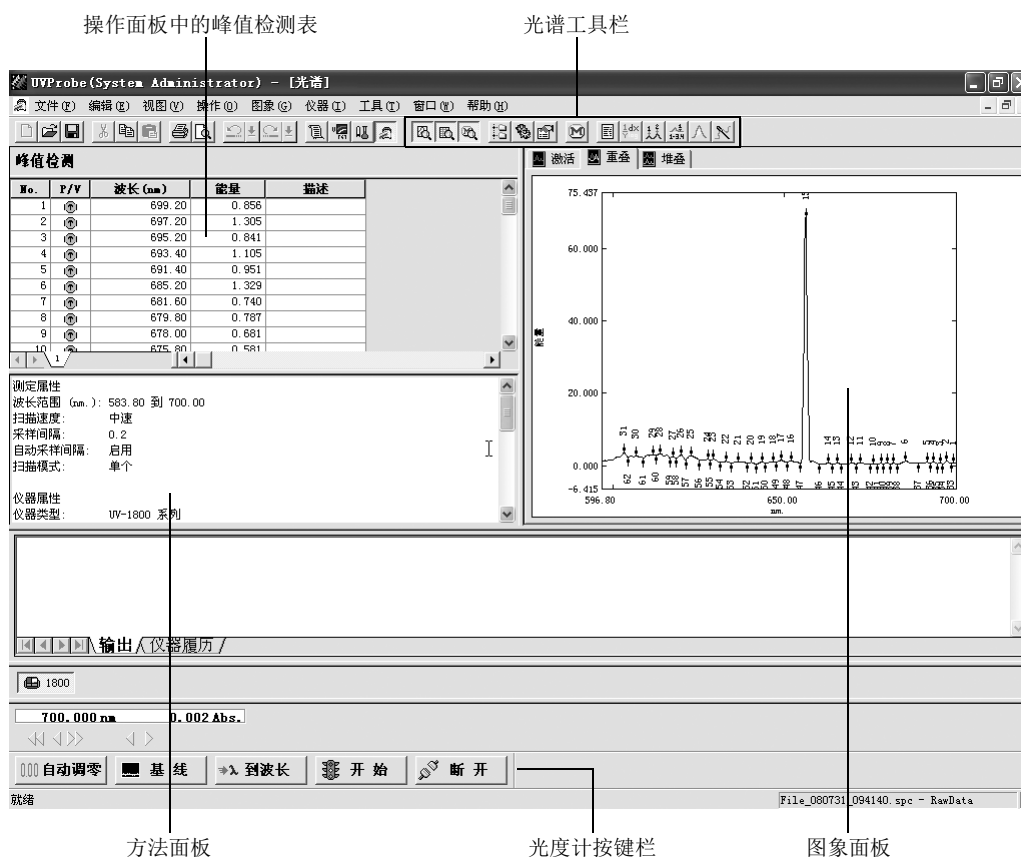 操作面板中的峰值检测表
光谱工具栏
UVProbe(System Administrator) - [光谱]
文件(F) 编辑(E) 视图(V) 操作(O) 图象(G) 仪器(I) 工具(T) 窗口(W) 帮助(H)
峰值检测
激活 重叠 堆叠
No. P/V 波长(nm) 能量 描述
1 699.20 0.856
2 697.20 1.305
3 695.20 0.841
4 693.40 1.105
5 691.40 0.951
6 685.20 1.329
7 681.60 0.740
8 679.80 0.787
9 678.00 0.681
10 675.80 0.581
1
75.437
60.000
40.000
20.000
0.000
-6.415
能量
596.80 650.00 700.00
nm.
测定属性
波长范围 (nm.): 583.80 到 700.00
扫描速度: 中速
采样间隔: 0.2
自动采样间隔: 启用
扫描模式: 单个
仪器属性
仪器类型: UV-1800 系列
输出 仪器履历
1800
700.000 nm 0.002 Abs.
自动调零 基线 λ 到波长 开始 断开
就绪
File_080731_094140.spc - RawData
方法面板
光度计按键栏
图象面板